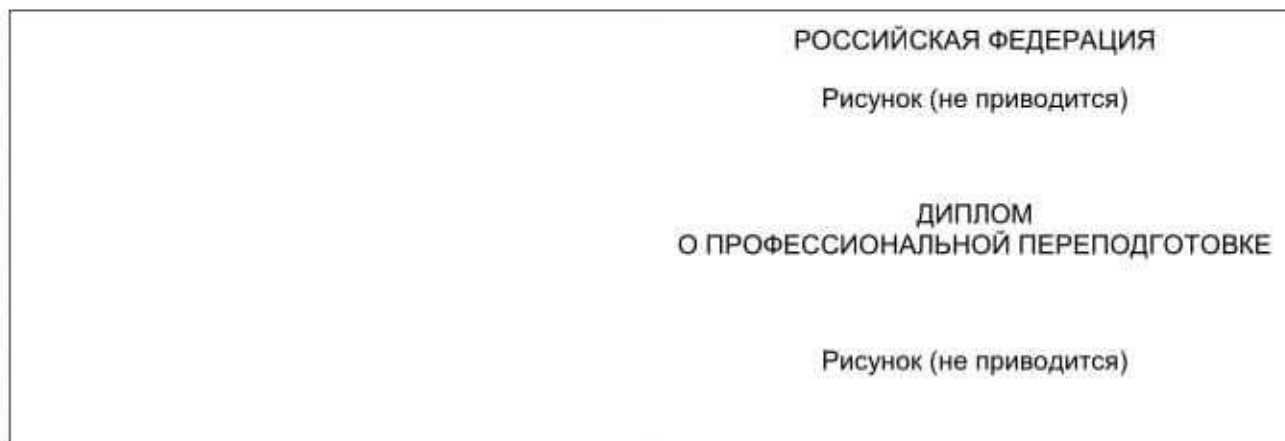 РОССИЙСКАЯ ФЕДЕРАЦИЯ
Рисунок (не приводится)
ДИПЛОМ
О ПРОФЕССИОНАЛЬНОЙ ПЕРЕПОДГОТОВКЕ
Рисунок (не приводится)